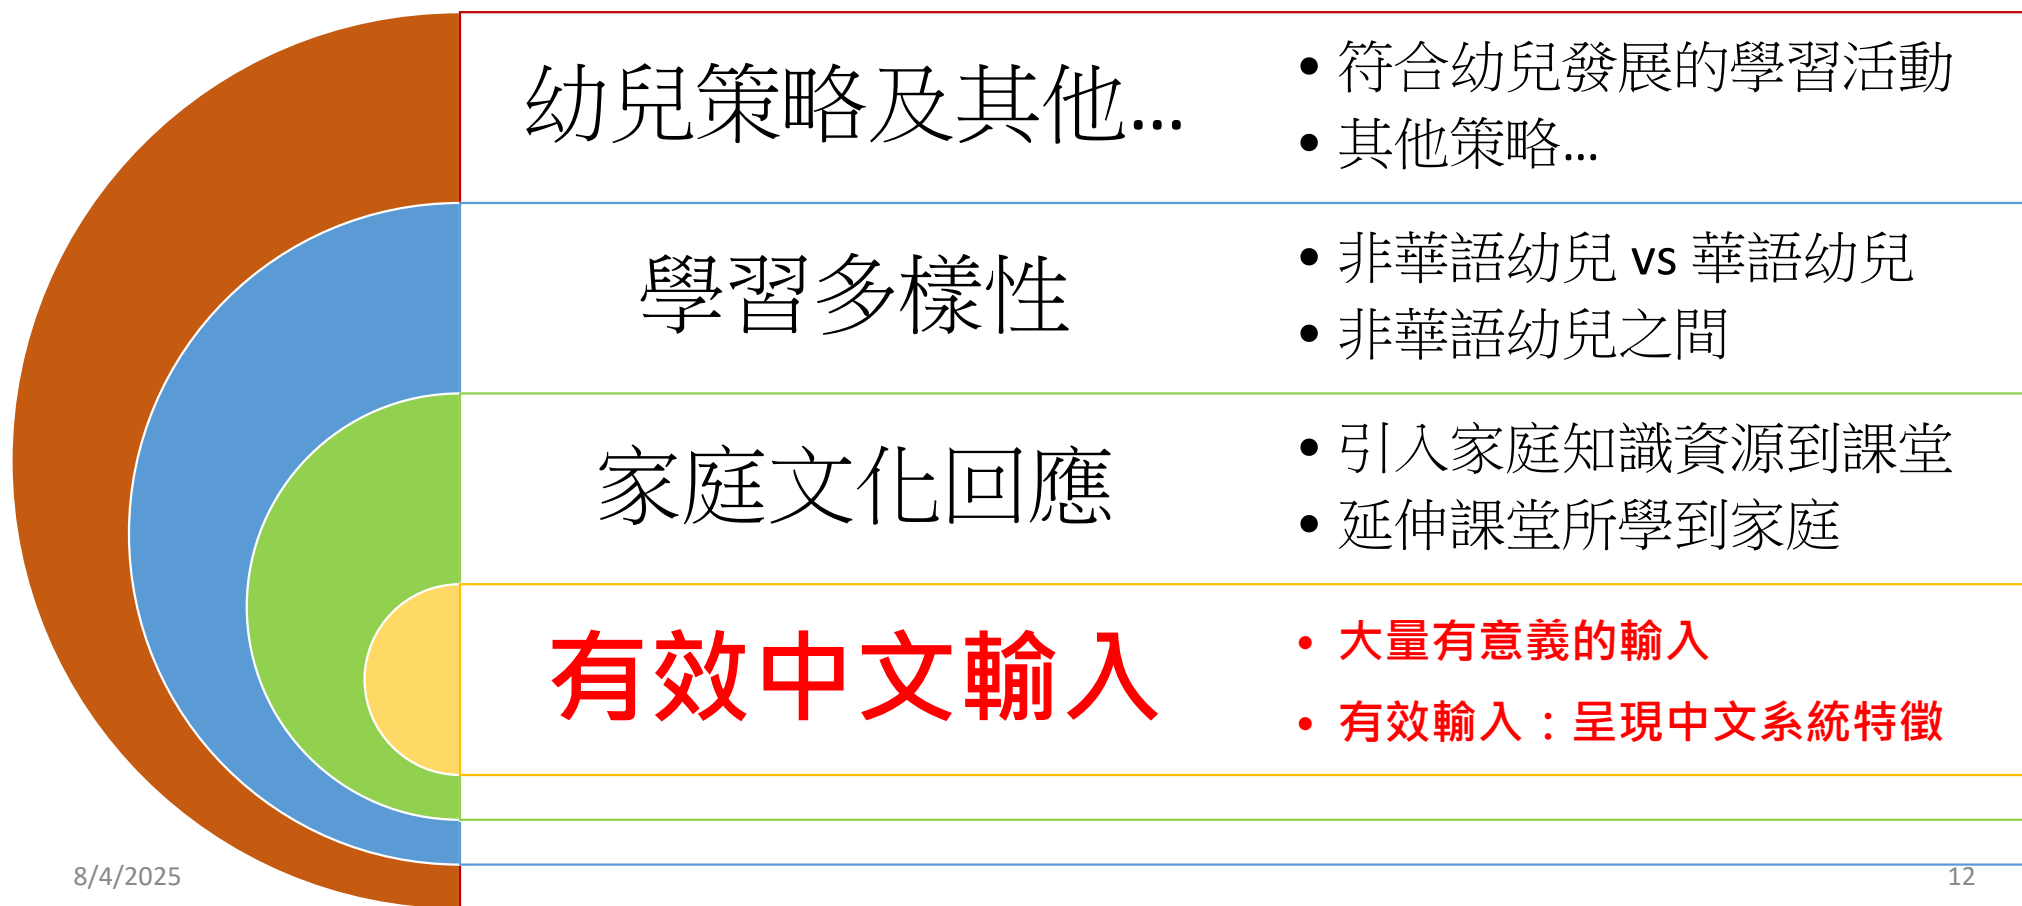 幼兒策略及其他...
• 符合幼兒發展的學習活動
• 其他策略...
學習多樣性
• 非華語幼兒 vs 華語幼兒
• 非華語幼兒之間
家庭文化回應
• 引入家庭知識資源到課堂
• 延伸課堂所學到家庭
有效中文輸入
• 大量有意義的輸入
• 有效輸入：呈現中文系統特徵
8/4/2025
12